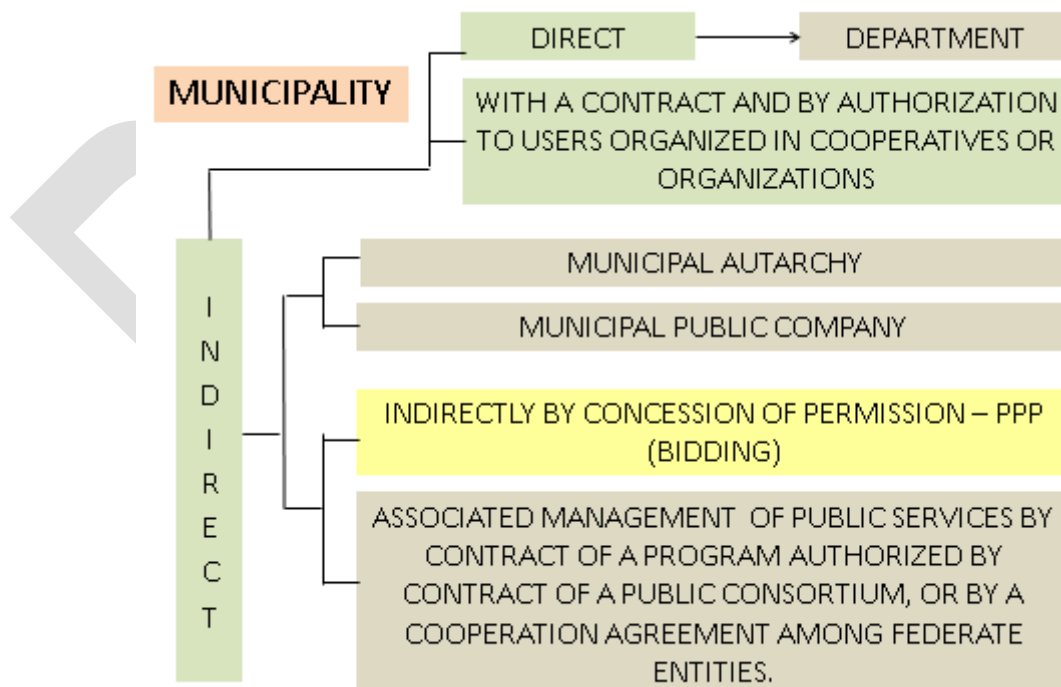 DIRECT
DEPARTMENT
MUNICIPALITY
WITH A CONTRACT AND BY AUTHORIZATION
TO USERS ORGANIZED IN COOPERATIVES OR
ORGANIZATIONS
INDIRECT
MUNICIPAL AUTARCHY
MUNICIPAL PUBLIC COMPANY
INDIRECTLY BY CONCESSION OF PERMISSION – PPP
(BIDDING)
ASSOCIATED MANAGEMENT OF PUBLIC SERVICES BY
CONTRACT OF A PROGRAM AUTHORIZED BY
CONTRACT OF A PUBLIC CONSORTIUM, OR BY A
COOPERATION AGREEMENT AMONG FEDERATE
ENTITIES.